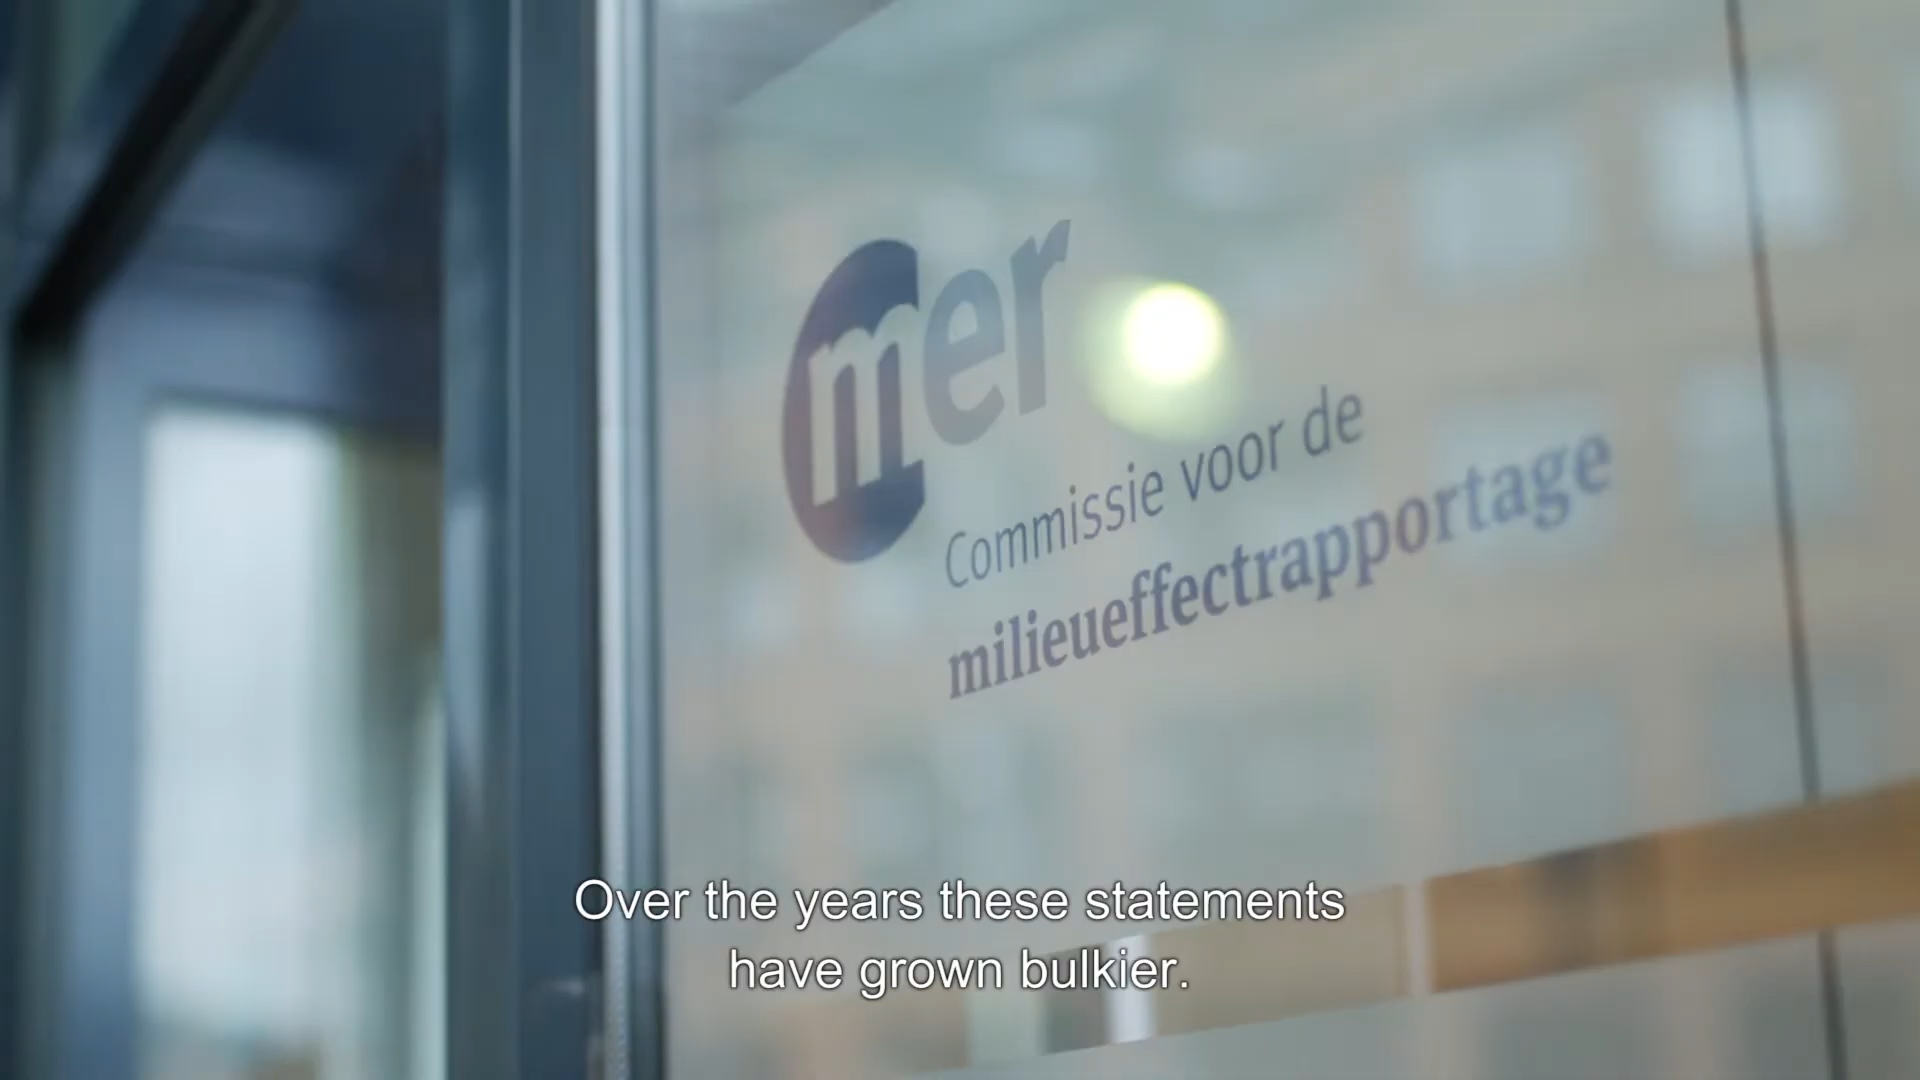 mer
Commissie voor de
milieueffectrapportage
Over the years these statements
have grown bulkier.